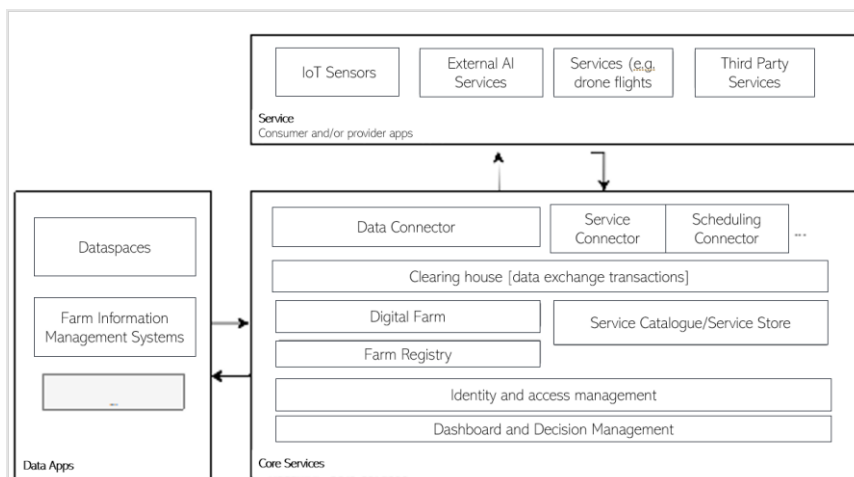 IoT Sensors
External AI
Services
Services (e.g.
drone flights
Third Party
Services
Service
Consumer and/or provider apps
Dataspaces
Farm Information
Management Systems
...
Data Apps
Data Connector
Service
Connector
Scheduling
Connector
...
Clearing house [data exchange transactions]
Digital Farm
Service Catalogue/Service Store
Farm Registry
Identity and access management
Dashboard and Decision Management
Core Services